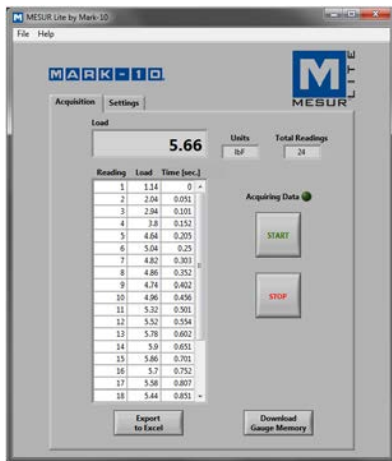 MESUR Lite by Mark-10
File Help
MARK-10
M
MESUR
LITE
Acquisition Settings
Load
5.66
Units
lbF
Total Readings
24
Reading Load Time [sec.]
1 1.14 0
2 2.04 0.051
3 2.94 0.101
4 3.8 0.152
5 4.64 0.205
6 5.04 0.25
7 4.82 0.303
8 4.86 0.352
9 4.74 0.402
10 4.96 0.456
11 5.32 0.501
12 5.52 0.554
13 5.78 0.602
14 5.9 0.651
15 5.86 0.701
16 5.7 0.752
17 5.58 0.807
18 5.44 0.851
Acquiring Data
START
STOP
Export
to Excel
Download
Gauge Memory